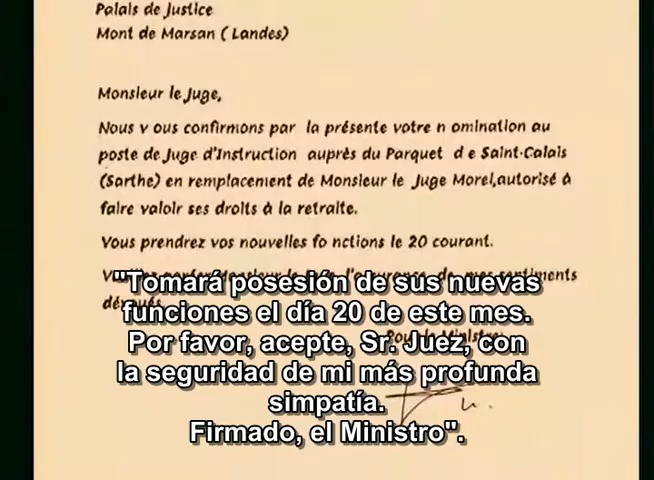 Palais de Justice
Mont de Marsan ( Landes)
Monsieur le Juge,
Nous v ous confirmons par la présente votre n omination au
poste de Juge d'Instruction auprès du Parquet d e Saint-Calais
(Sarthe) en remplacement de Monsieur le Juge Morel,autorisé à
faire valoir ses droits à la retraite.
Vous prendrez vos nouvelles fo nctions le 20 courant.
l'assurance de mes sentiments
"Tomará posesión de sus nuevas
funciones el día 20 de este mes.
Por favor, acepte, Sr. Juez, con
la seguridad de mi más profunda
simpatía.
Firmado, el Ministro".